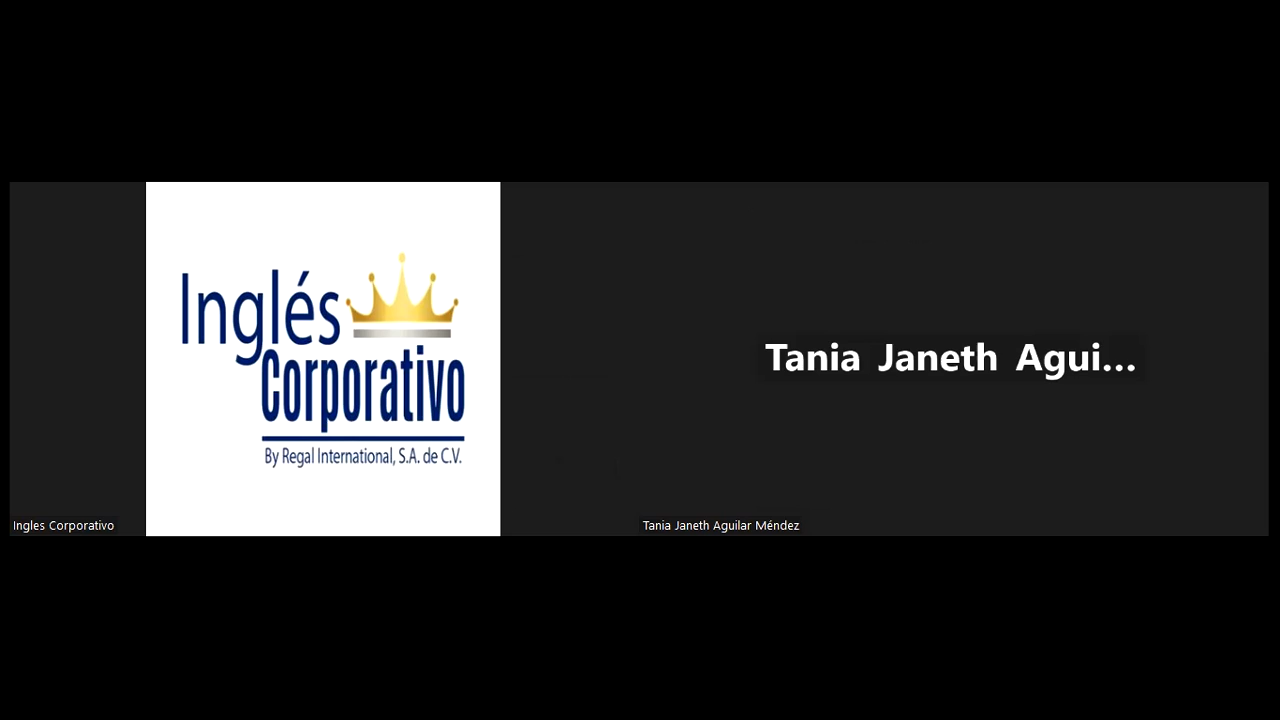 Inglés
Corporativo
By Regal International, S.A. de C.V.
Tania Janeth Agui...
Ingles Corporativo
Tania Janeth Aguilar Méndez